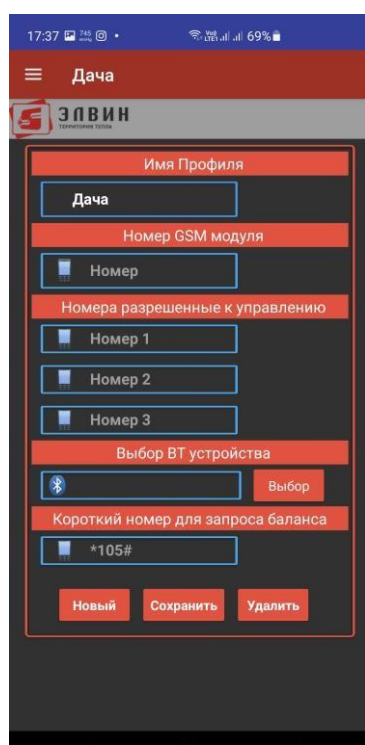 17:37 69%
Дача
ЭЛВИН
ТЕРРИТОРИЯ ТЕПЛА
Имя Профиля
Дача
Номер GSM модуля
Номер
Номера разрешенные к управлению
Номер 1
Номер 2
Номер 3
Выбор BT устройства
Выбор
Короткий номер для запроса баланса
*105#
Новый Сохранить Удалить